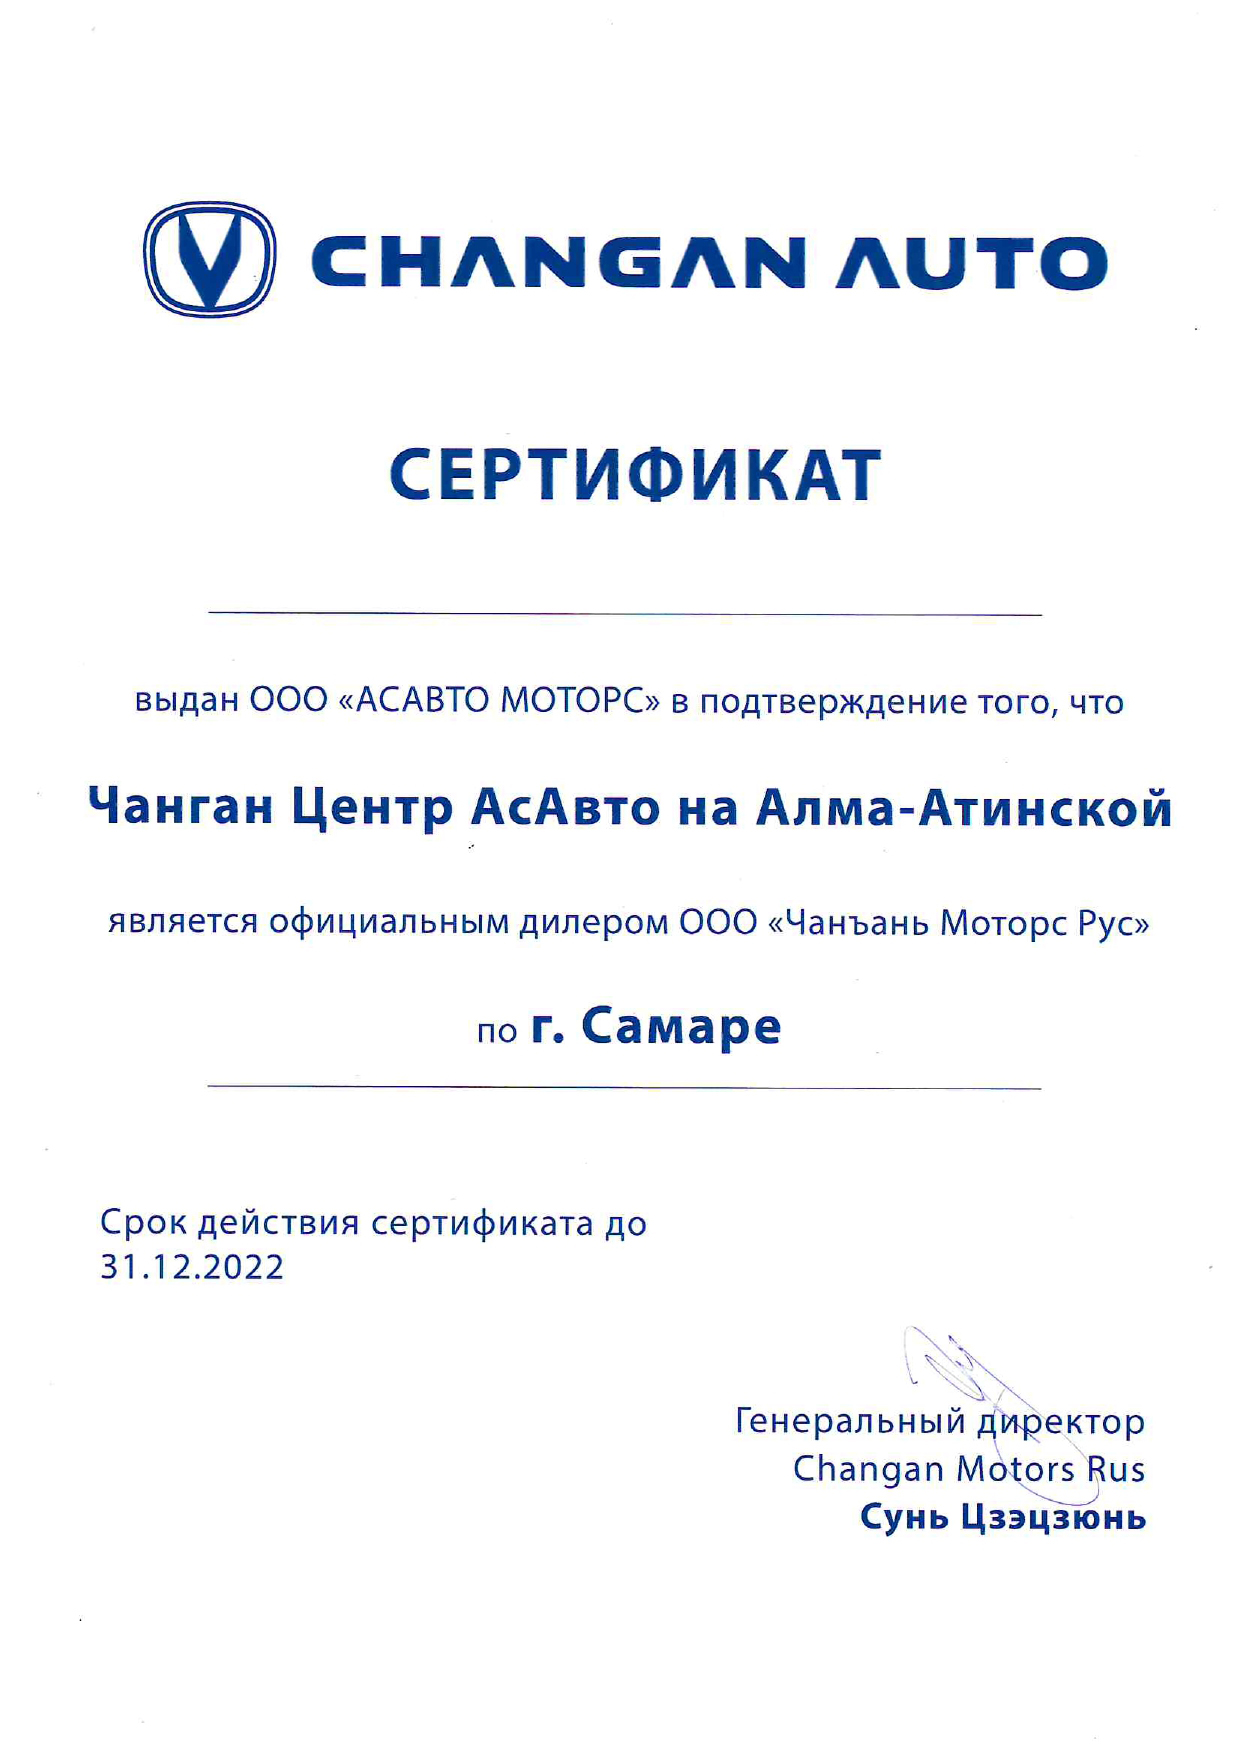 CHANGAN AUTO
СЕРТИФИКАТ
выдан ООО «АСАВТО МОТОРС» в подтверждение того, что
Чанган Центр АсАвто на Алма-Атинской
является официальным дилером ООО «Чанъань Моторс Рус»
по г. Самаре
Срок действия сертификата до
31.12.2022
Генеральный директор
Changan Motors Rus
Сунь Цзэцзюнь